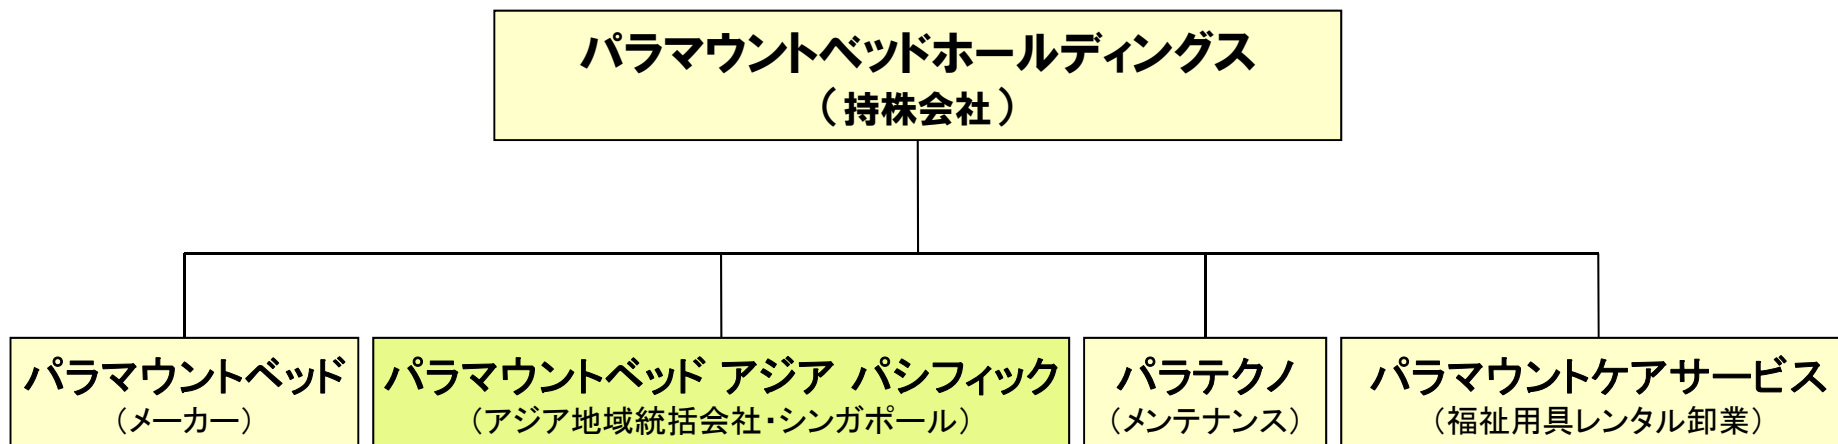 パラマウントベッドホールディングス
（持株会社）
パラマウントベッド
（メーカー）
パラマウントベッド アジア パシフィック
（アジア地域統括会社・シンガポール）
パラテクノ
（メンテナンス）
パラマウントケアサービス
（福祉用具レンタル卸業）